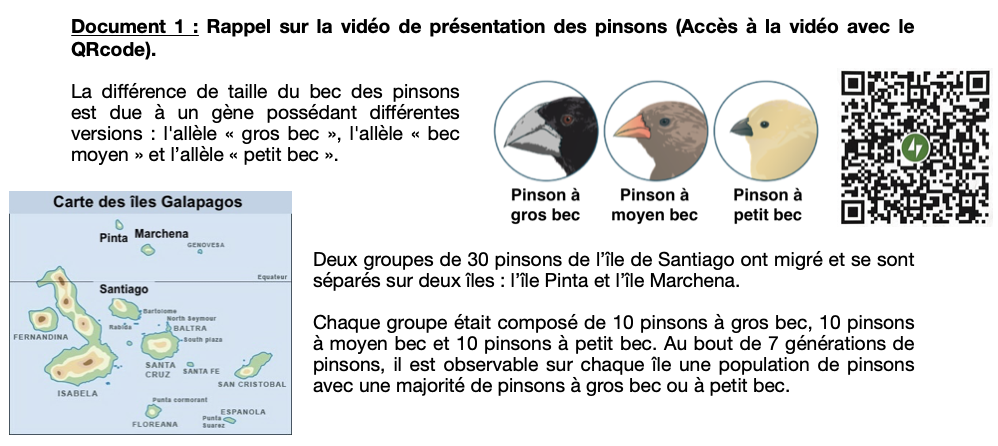 Document 1 : Rappel sur la vidéo de présentation des pinsons (Accès à la vidéo avec le
QRcode).
La différence de taille du bec des pinsons
est due à un gène possédant différentes
versions : l'allèle « gros bec », l'allèle « bec
moyen » et l’allèle « petit bec ».
Pinson à
gros bec
Pinson à
moyen bec
Pinson à
petit bec
Carte des îles Galapagos
Pinta
Marchena
GENOVESA
Equateur
Santiago
Bartolome
Rabida
North Seymour
BALTRA
South plaza
FERNANDINA
SANTA
CRUZ
SANTA FE
SAN CRISTOBAL
ISABELA
Punta cormorant
ESPANOLA
Punta
Suarez
FLOREANA
Deux groupes de 30 pinsons de l’île de Santiago ont migré et se sont
séparés sur deux îles : l’île Pinta et l’île Marchena.
Chaque groupe était composé de 10 pinsons à gros bec, 10 pinsons
à moyen bec et 10 pinsons à petit bec. Au bout de 7 générations de
pinsons, il est observable sur chaque île une population de pinsons
avec une majorité de pinsons à gros bec ou à petit bec.